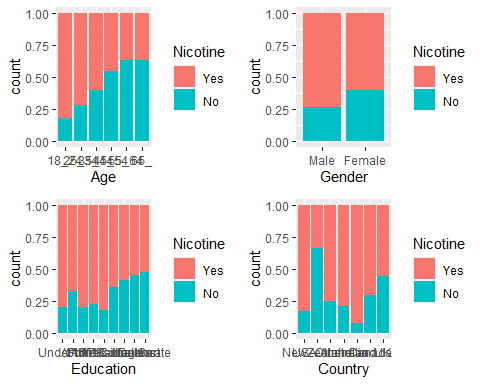 1.00
0.75
0.50
0.25
0.00
count
Age
Nicotine
Yes
No
1.00
0.75
0.50
0.25
0.00
count
Male Female
Gender
Nicotine
Yes
No
1.00
0.75
0.50
0.25
0.00
count
Education
Nicotine
Yes
No
1.00
0.75
0.50
0.25
0.00
count
Country
Nicotine
Yes
No